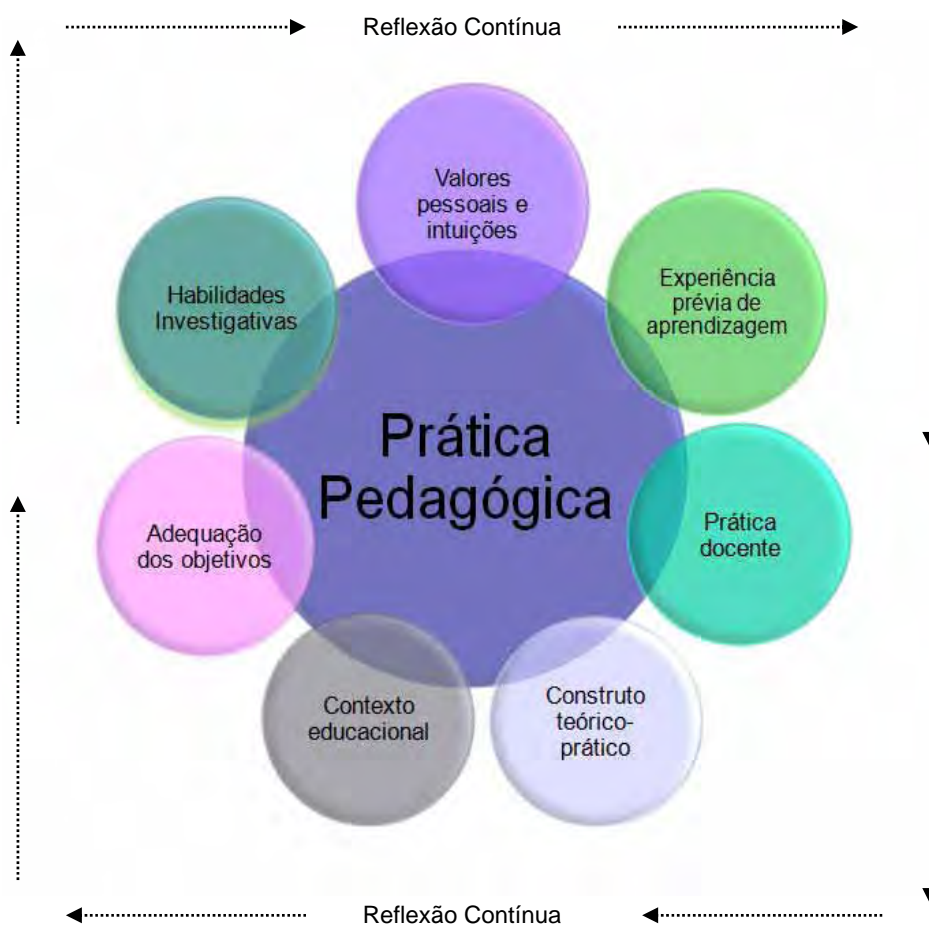 Reflexão Contínua
Valores
pessoais e
intuições
Experiência
prévia de
aprendizagem
Habilidades
Investigativas
Prática
Pedagógica
Prática
docente
Adequação
dos objetivos
Construto
teórico-
prático
Contexto
educacional
Reflexão Contínua